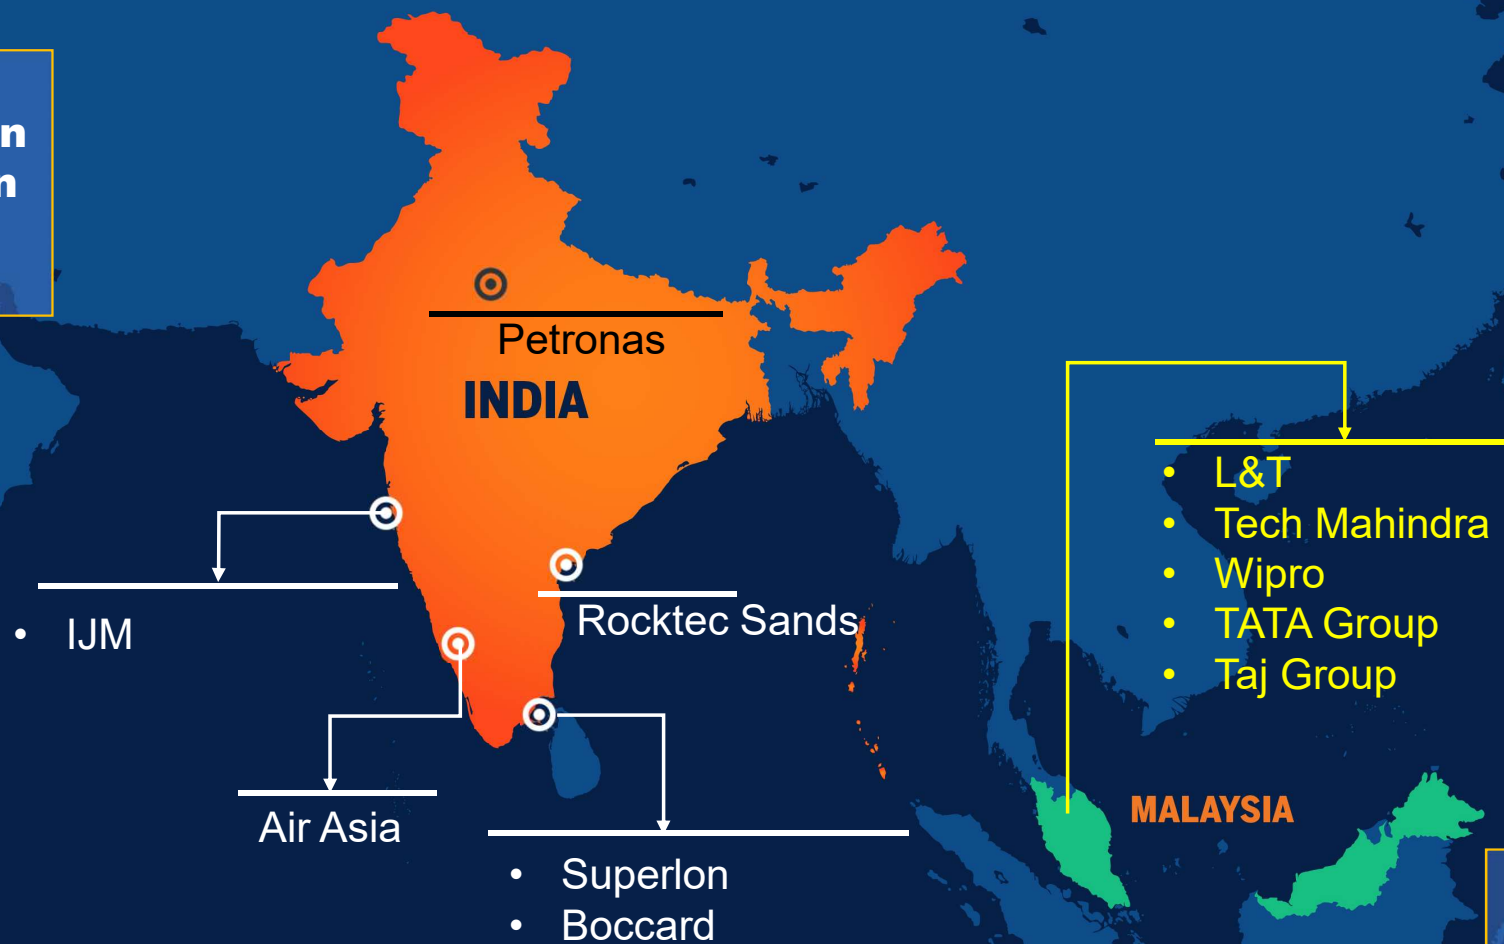 Petronas
INDIA
• L&T
• Tech Mahindra
• Wipro
• TATA Group
• Taj Group
Rocktec Sands
• IJM
MALAYSIA
Air Asia
• Superlon
• Boccard